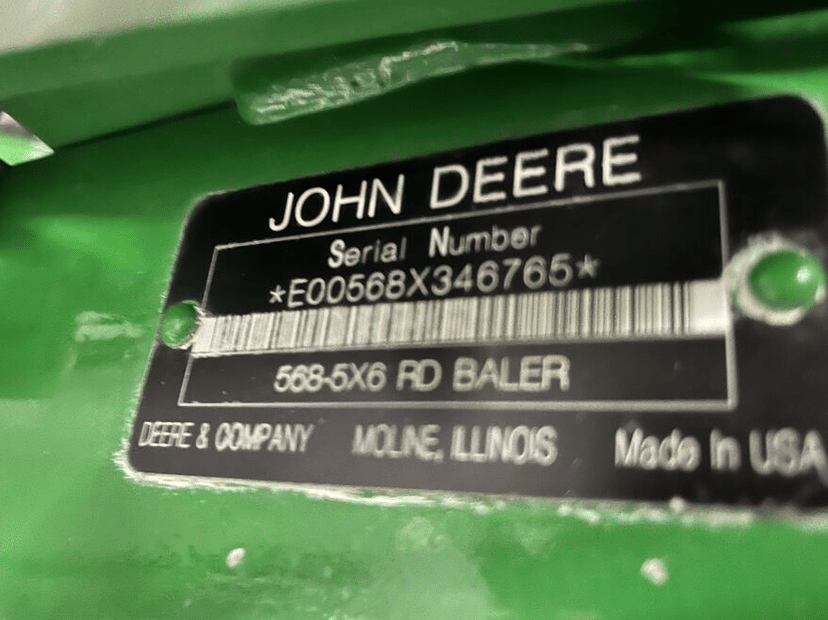 JOHN DEERE
Serial Number
*E00568X346765*
568-5X6 RD BALER
DEERE & COMPANY MOLINE, ILLINOIS Made In USA